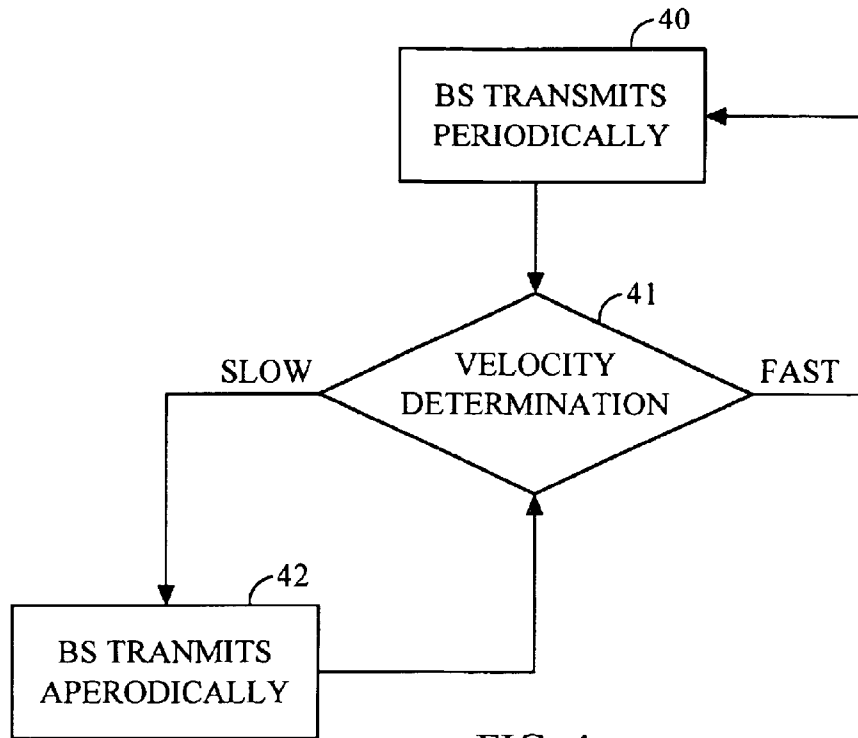 40
BS TRANSMITS
PERIODICALLY
41
SLOW
VELOCITY
DETERMINATION
FAST
42
BS TRANMITS
APERODICALLY